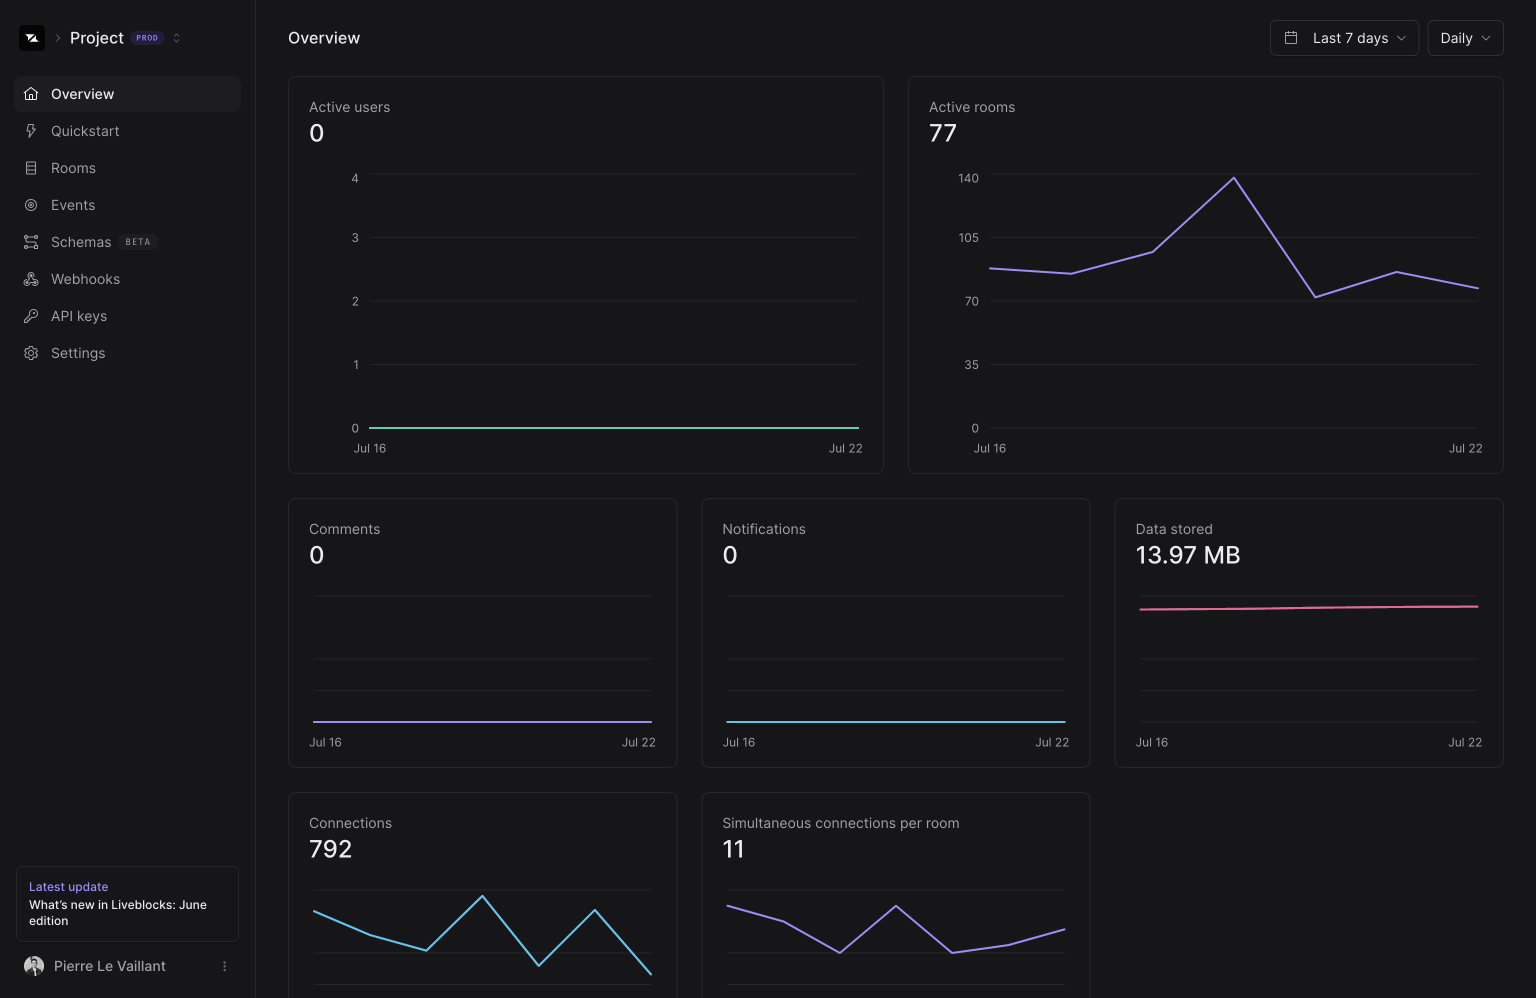 Project PROD
Overview
Last 7 days
Daily
Overview
Quickstart
Rooms
Events
Schemas BETA
Webhooks
API keys
Settings
Active users
0
4
3
2
1
0
Jul 16
Jul 22
Active rooms
77
140
105
70
35
0
Jul 16
Jul 22
Comments
0
Jul 16
Jul 22
Notifications
0
Jul 16
Jul 22
Data stored
13.97 MB
Jul 16
Jul 22
Connections
792
Simultaneous connections per room
11
Latest update
What’s new in Liveblocks: June
edition
Pierre Le Vaillant